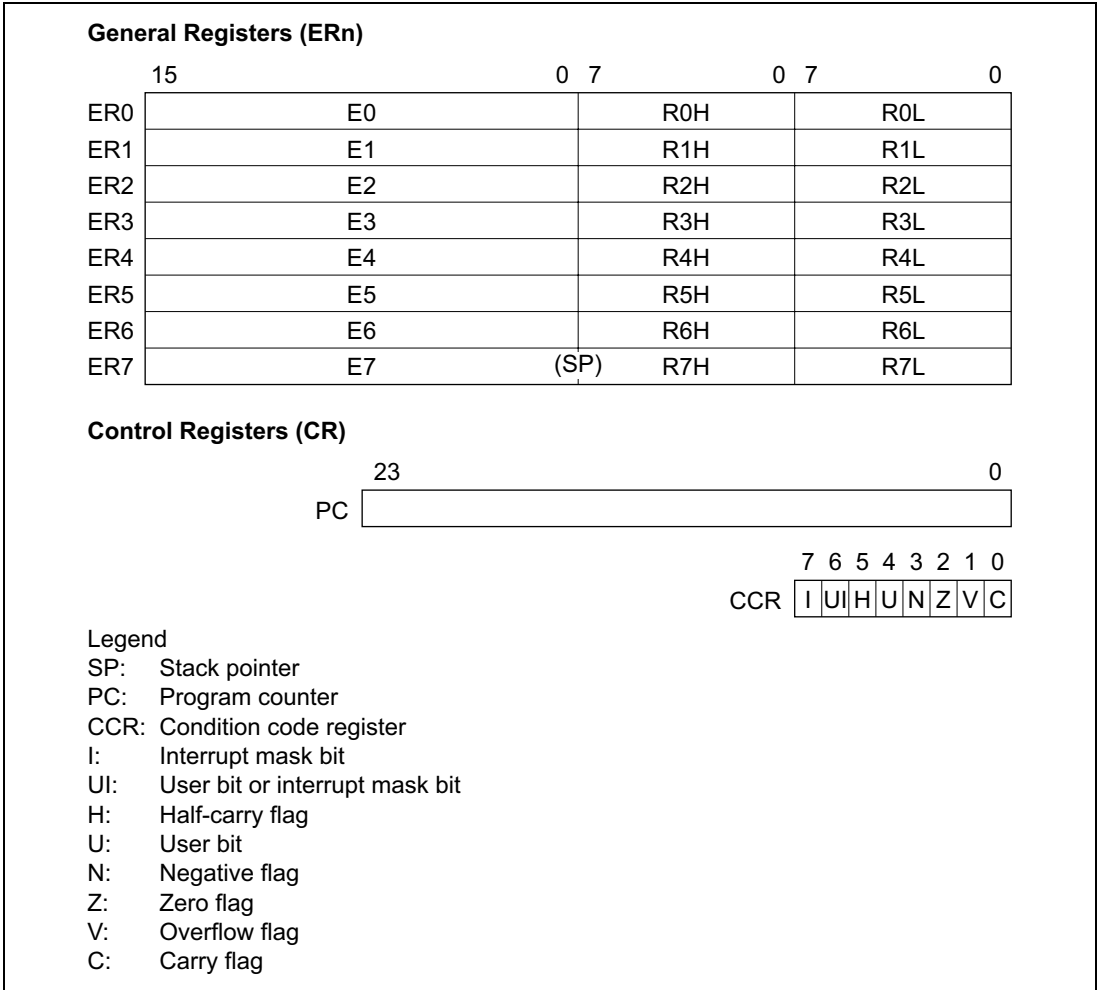 General Registers (ERn)
15 0 7 0 7 0
ER0 E0 R0H R0L
ER1 E1 R1H R1L
ER2 E2 R2H R2L
ER3 E3 R3H R3L
ER4 E4 R4H R4L
ER5 E5 R5H R5L
ER6 E6 R6H R6L
ER7 E7 (SP) R7H R7L
Control Registers (CR)
23 0
PC
7 6 5 4 3 2 1 0
CCR I UI H U N Z V C
Legend
SP: Stack pointer
PC: Program counter
CCR: Condition code register
I: Interrupt mask bit
UI: User bit or interrupt mask bit
H: Half-carry flag
U: User bit
N: Negative flag
Z: Zero flag
V: Overflow flag
C: Carry flag